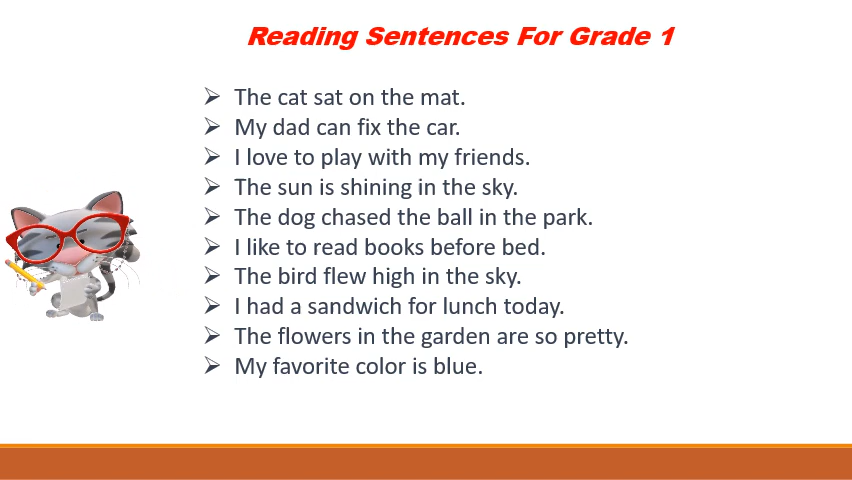 Reading Sentences For Grade 1
➢ The cat sat on the mat.
➢ My dad can fix the car.
➢ I love to play with my friends.
➢ The sun is shining in the sky.
➢ The dog chased the ball in the park.
➢ I like to read books before bed.
➢ The bird flew high in the sky.
➢ I had a sandwich for lunch today.
➢ The flowers in the garden are so pretty.
➢ My favorite color is blue.